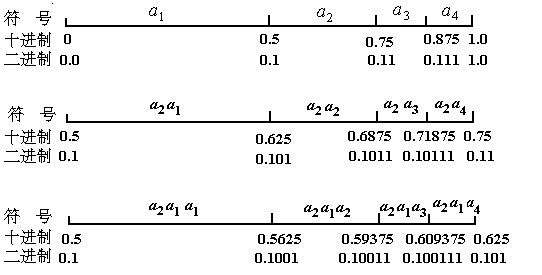 符 号 a1 a2 a3 a4
十进制 0 0.5 0.75 0.875 1.0
二进制 0.0 0.1 0.11 0.111 1.0
符 号 a2a1 a2a2 a2a3 a2a4
十进制 0.5 0.625 0.6875 0.71875 0.75
二进制 0.1 0.101 0.1011 0.10111 0.11
符 号 a2a1a1 a2a1a2 a2a1a3 a2a1a4
十进制 0.5 0.5625 0.59375 0.609375 0.625
二进制 0.1 0.1001 0.10011 0.100111 0.101